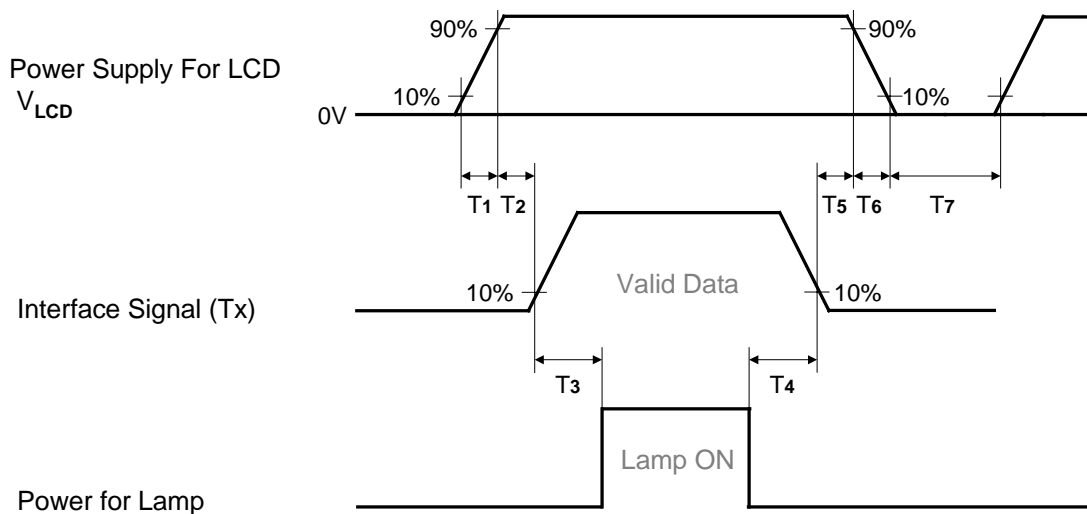 90%
90%
Power Supply For LCD
VLCD
10%
10%
0V
T1
T2
T5
T6
T7
Valid Data
10%
10%
Interface Signal (Tx)
T3
T4
Lamp ON
Power for Lamp